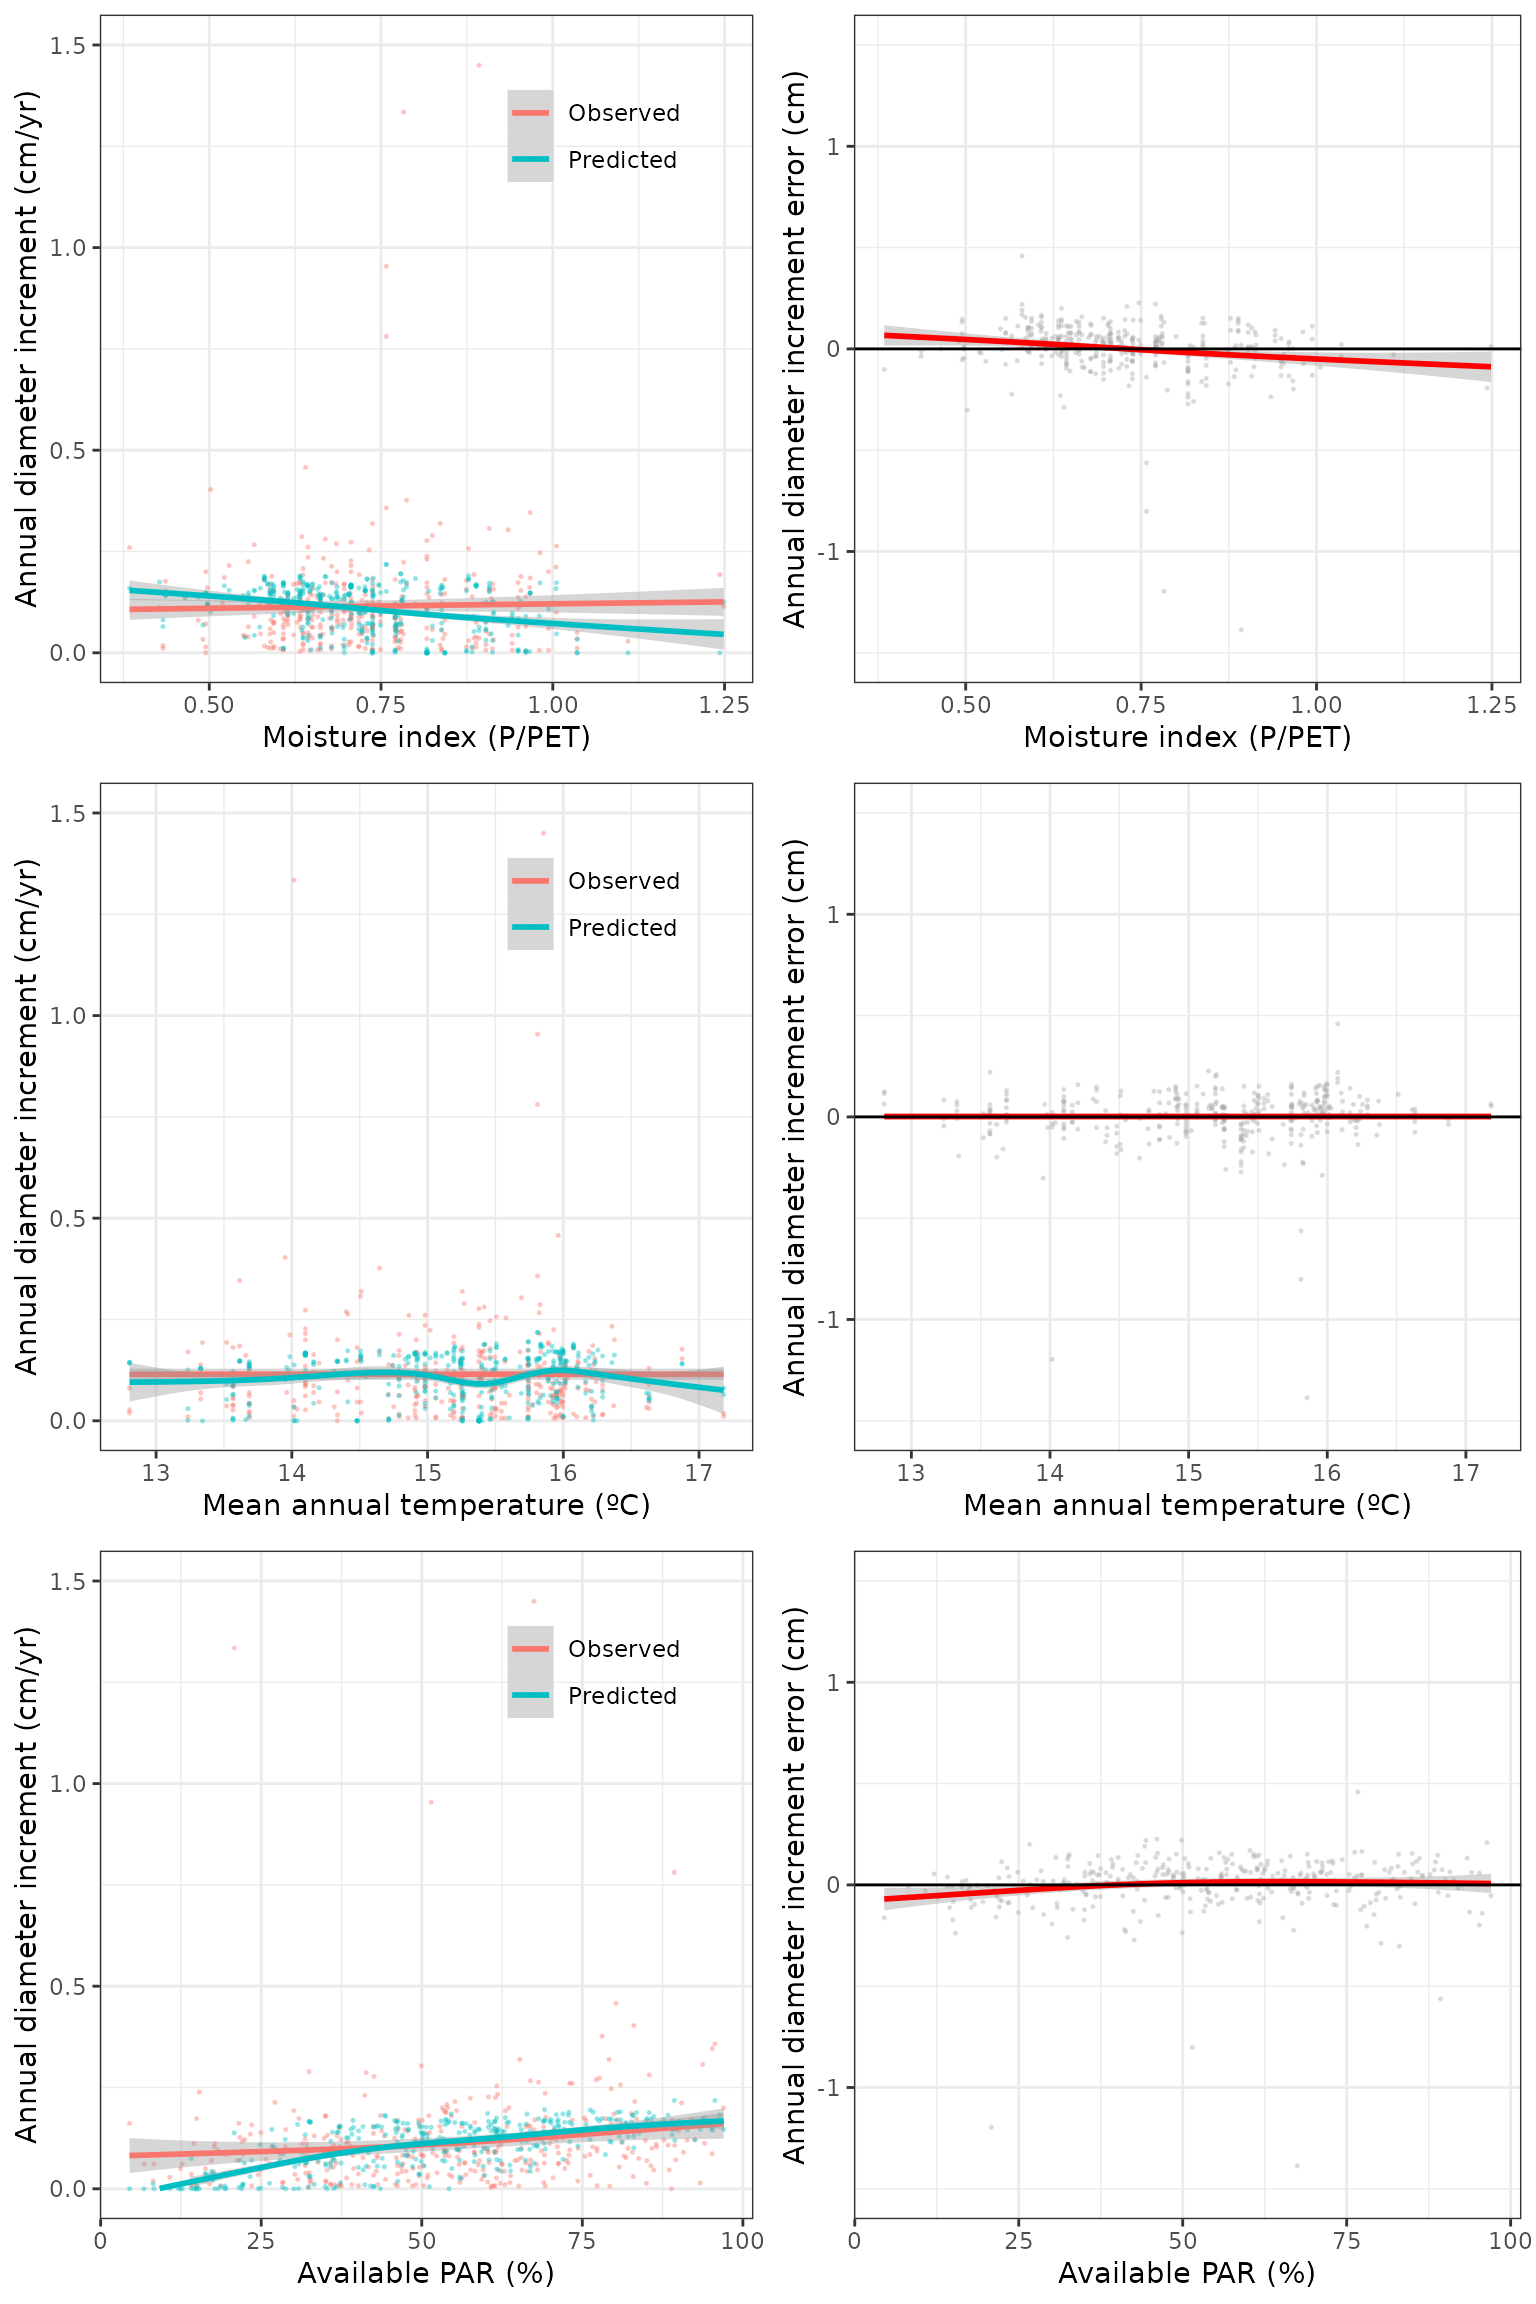 Annual diameter increment (cm/yr)
1.5
1.0
0.5
0.0
Observed
Predicted
0.50 0.75 1.00 1.25
Moisture index (P/PET)
Annual diameter increment error (cm)
1
0
-1
0.50 0.75 1.00 1.25
Moisture index (P/PET)
Annual diameter increment (cm/yr)
1.5
1.0
0.5
0.0
Observed
Predicted
13 14 15 16 17
Mean annual temperature (ºC)
Annual diameter increment error (cm)
1
0
-1
13 14 15 16 17
Mean annual temperature (ºC)
Annual diameter increment (cm/yr)
1.5
1.0
0.5
0.0
Observed
Predicted
0 25 50 75 100
Available PAR (%)
Annual diameter increment error (cm)
1
0
-1
0 25 50 75 100
Available PAR (%)